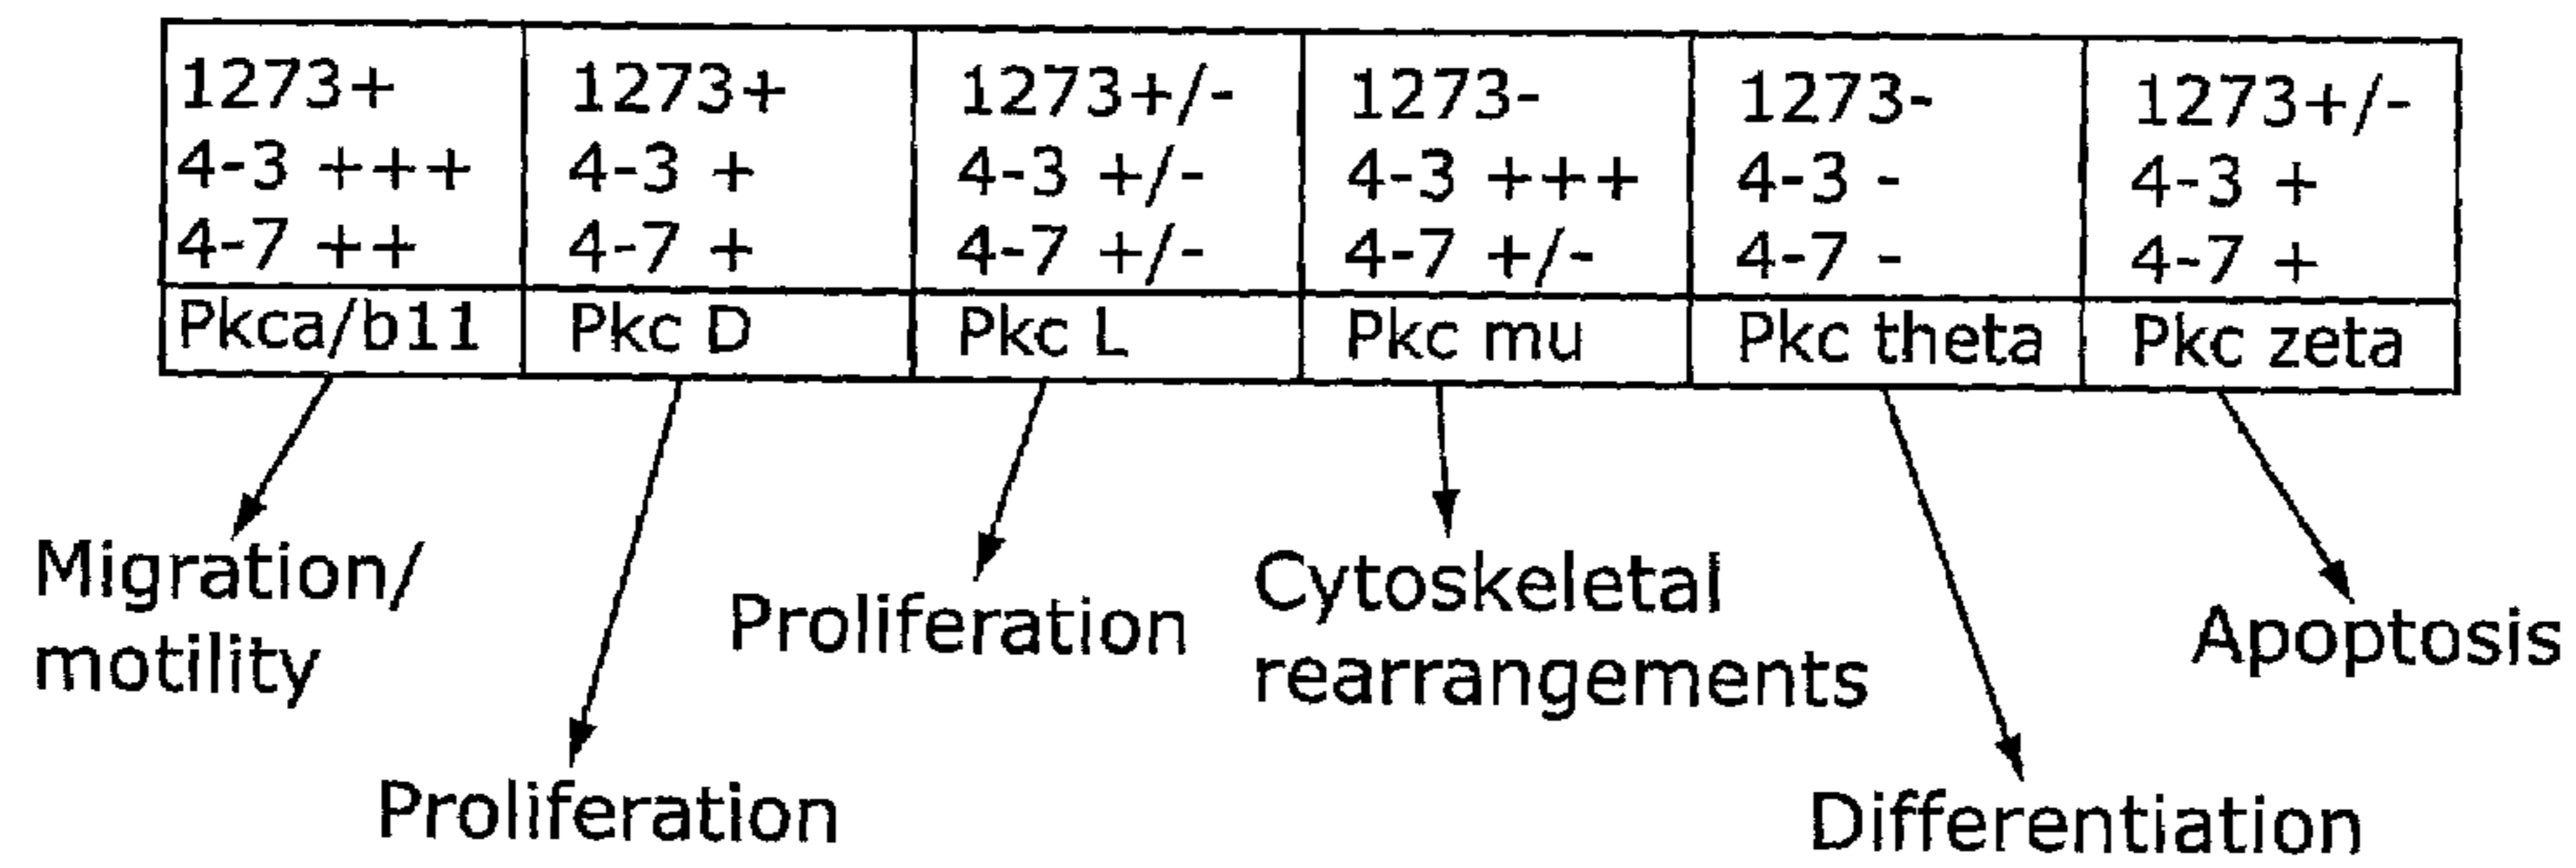 1273+
4-3 +++
4-7 ++
Pkca/b11
1273+
4-3 +
4-7 +
Pkc D
1273+/-
4-3 +/-
4-7 +/-
Pkc L
1273-
4-3 +++
4-7 +/-
Pkc mu
1273-
4-3 -
4-7 -
Pkc theta
1273+/-
4-3 +
4-7 +
Pkc zeta
Migration/
motility
Proliferation
Proliferation
Cytoskeletal
rearrangements
Differentiation
Apoptosis